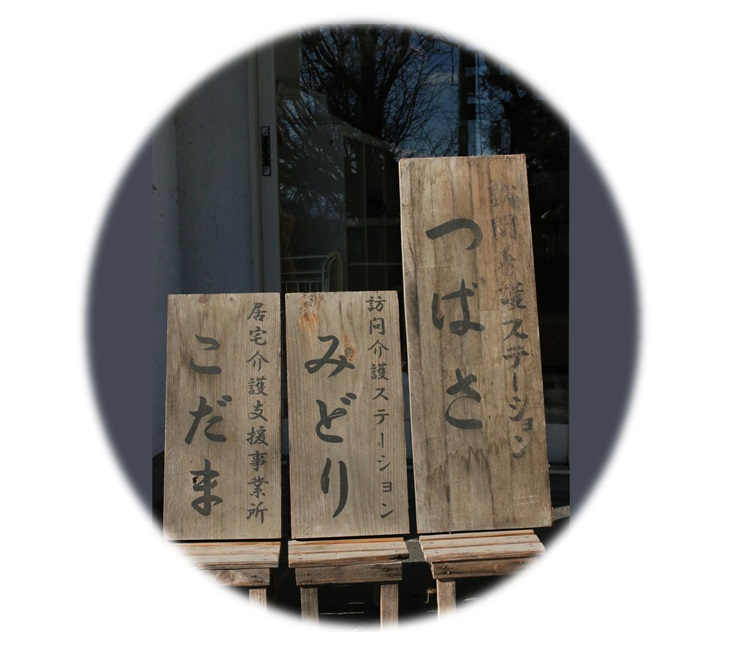 訪問看護ステーション
つばさ
訪問介護ステーション
みどり
居宅介護支援事業所
こだま